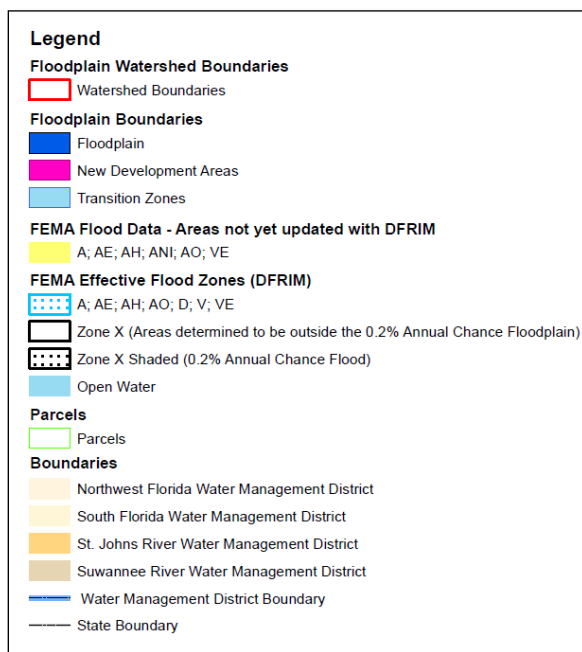 Legend
Floodplain Watershed Boundaries
Watershed Boundaries
Floodplain Boundaries
Floodplain
New Development Areas
Transition Zones
FEMA Flood Data - Areas not yet updated with DFRIM
A; AE; AH; ANI; AO; VE
FEMA Effective Flood Zones (DFRIM)
A; AE; AH; AO; D; V; VE
Zone X (Areas determined to be outside the 0.2% Annual Chance Floodplain)
Zone X Shaded (0.2% Annual Chance Flood)
Open Water
Parcels
Parcels
Boundaries
Northwest Florida Water Management District
South Florida Water Management District
St. Johns River Water Management District
Suwannee River Water Management District
Water Management District Boundary
State Boundary